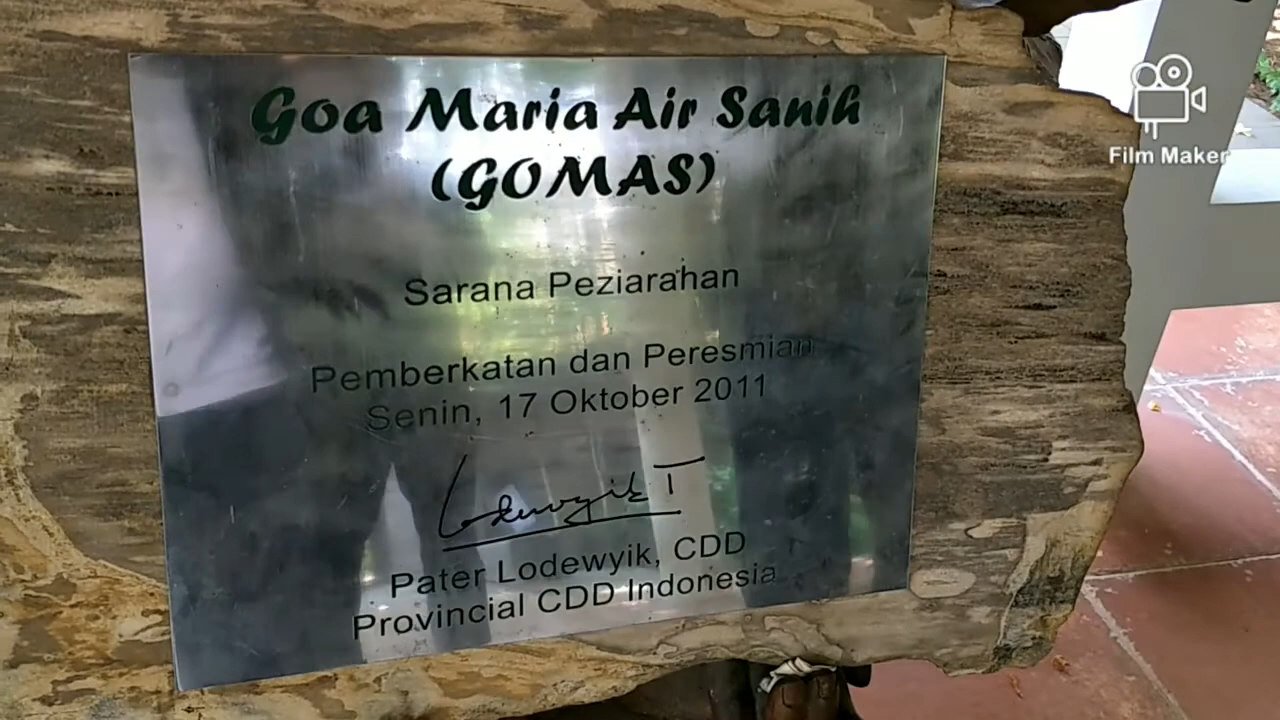 Goa Maria Air Sanih
(GOMAS)
Sarana Peziarahan
Pemberkatan dan Peresmian
Senin, 17 Oktober 2011
Lodewyik T
Pater Lodewyik, CDD
Provincial CDD Indonesia
Film Maker